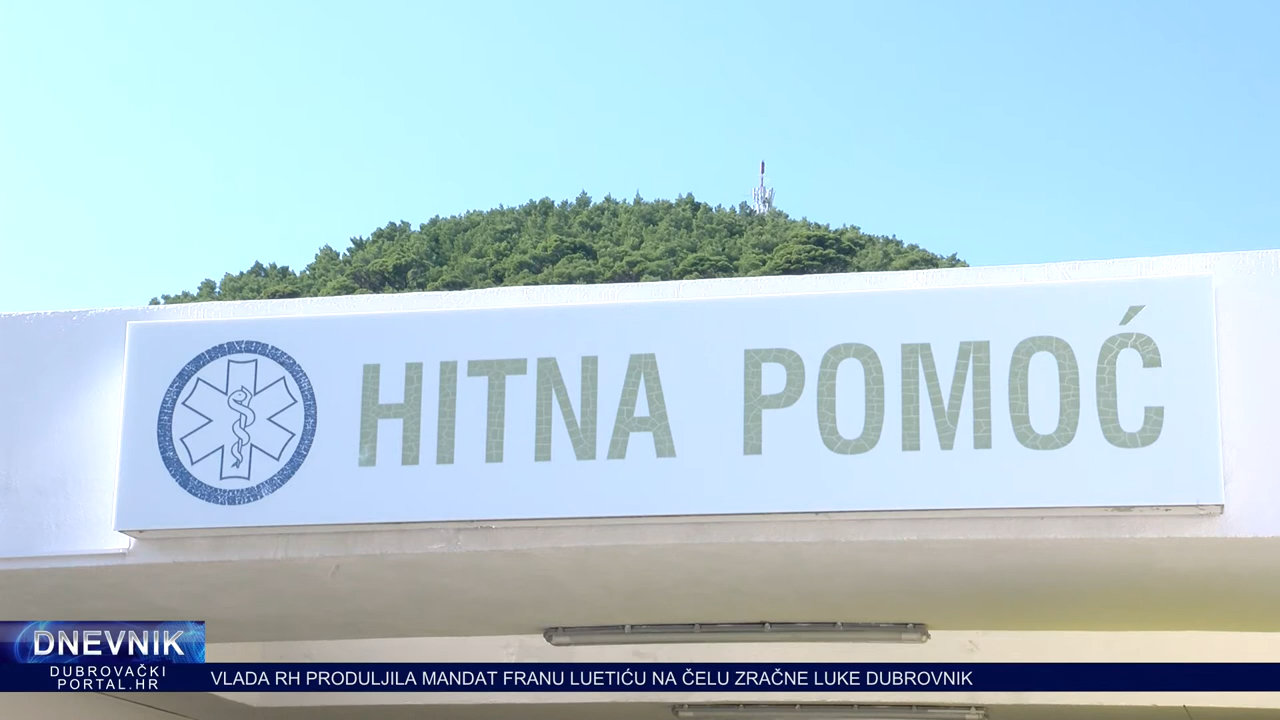 HITNA POMOĆ
DNEVNIK
DUBROVAČKI
PORTAL.HR
VLADA RH PRODULJILA MANDAT FRANU LUETIĆU NA ČELU ZRAČNE LUKE DUBROVNIK